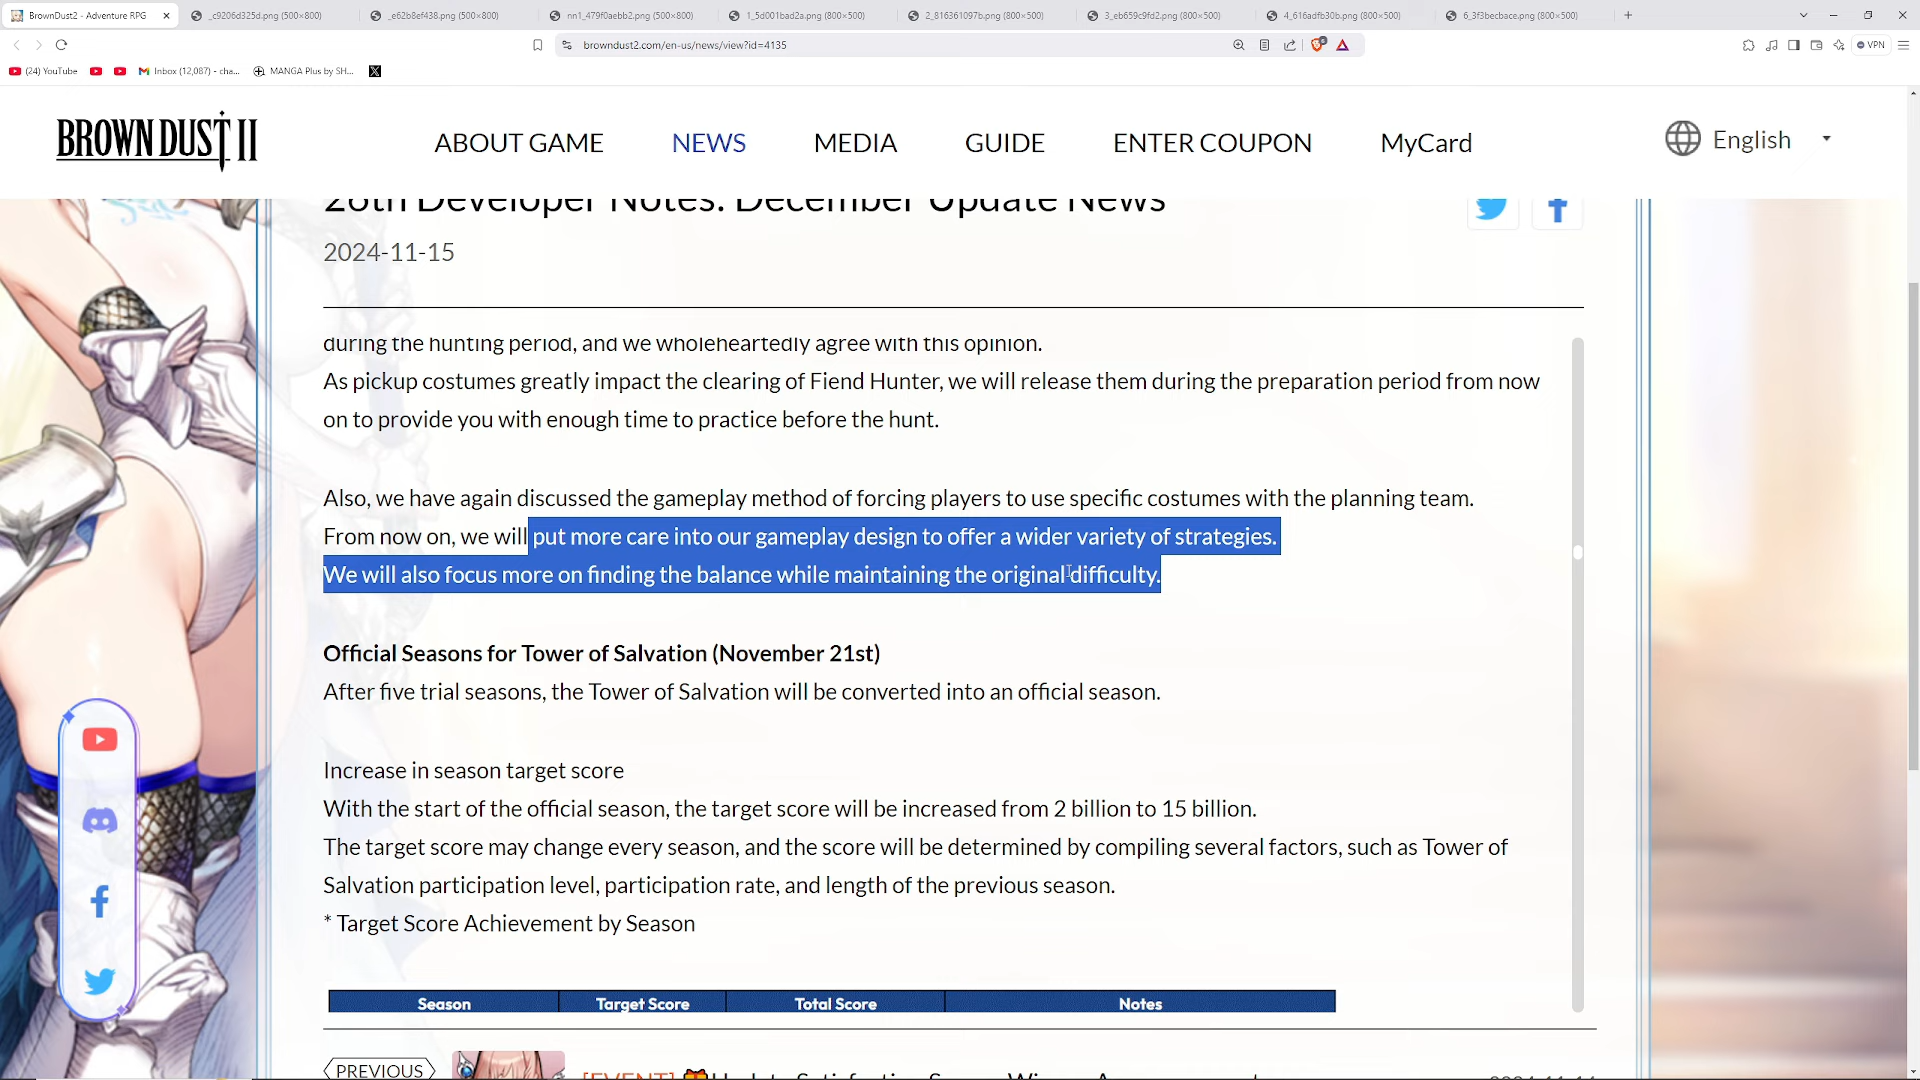 BrownDust2 - Adventure RPG
_c9206d325d.png (500×800)
_e62b8ef438.png (500×800)
nn1_479f0aebb2.png (500×800)
1_5d001bad2a.png (800×500)
2_816361097b.png (800×500)
3_eb659c9fd2.png (800×500)
4_616adfb30b.png (800×500)
6_3f3becbace.png (800×500)
browndust2.com/en-us/news/view?id=4135
VPN
(24) YouTube
Inbox (12,087) - cha...
MANGA Plus by SH...
BROWN DUST II
ABOUT GAME
NEWS
MEDIA
GUIDE
ENTER COUPON
MyCard
English
26th Developer Notes: December Update News
2024-11-15
during the hunting period, and we wholeheartedly agree with this opinion.
As pickup costumes greatly impact the clearing of Fiend Hunter, we will release them during the preparation period from now
on to provide you with enough time to practice before the hunt.
Also, we have again discussed the gameplay method of forcing players to use specific costumes with the planning team.
From now on, we will put more care into our gameplay design to offer a wider variety of strategies.
We will also focus more on finding the balance while maintaining the original difficulty.
Official Seasons for Tower of Salvation (November 21st)
After five trial seasons, the Tower of Salvation will be converted into an official season.
Increase in season target score
With the start of the official season, the target score will be increased from 2 billion to 15 billion.
The target score may change every season, and the score will be determined by compiling several factors, such as Tower of
Salvation participation level, participation rate, and length of the previous season.
* Target Score Achievement by Season
Season
Target Score
Total Score
Notes
PREVIOUS